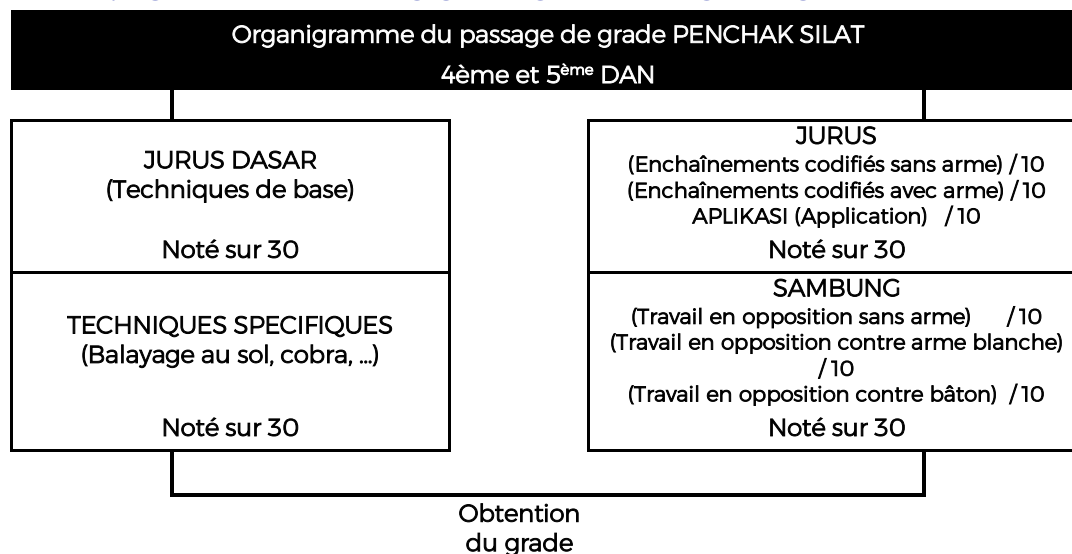 Organigramme du passage de grade PENCHAK SILAT
4ème et 5ème DAN
JURUS DASAR
(Techniques de base)
Noté sur 30
TECHNIQUES SPECIFIQUES
(Balayage au sol, cobra, ...)
Noté sur 30
JURUS
(Enchaînements codifiés sans arme) / 10
(Enchaînements codifiés avec arme) / 10
APLIKASI (Application) / 10
Noté sur 30
SAMBUNG
(Travail en opposition sans arme) / 10
(Travail en opposition contre arme blanche)
/ 10
(Travail en opposition contre bâton) / 10
Noté sur 30
Obtention
du grade